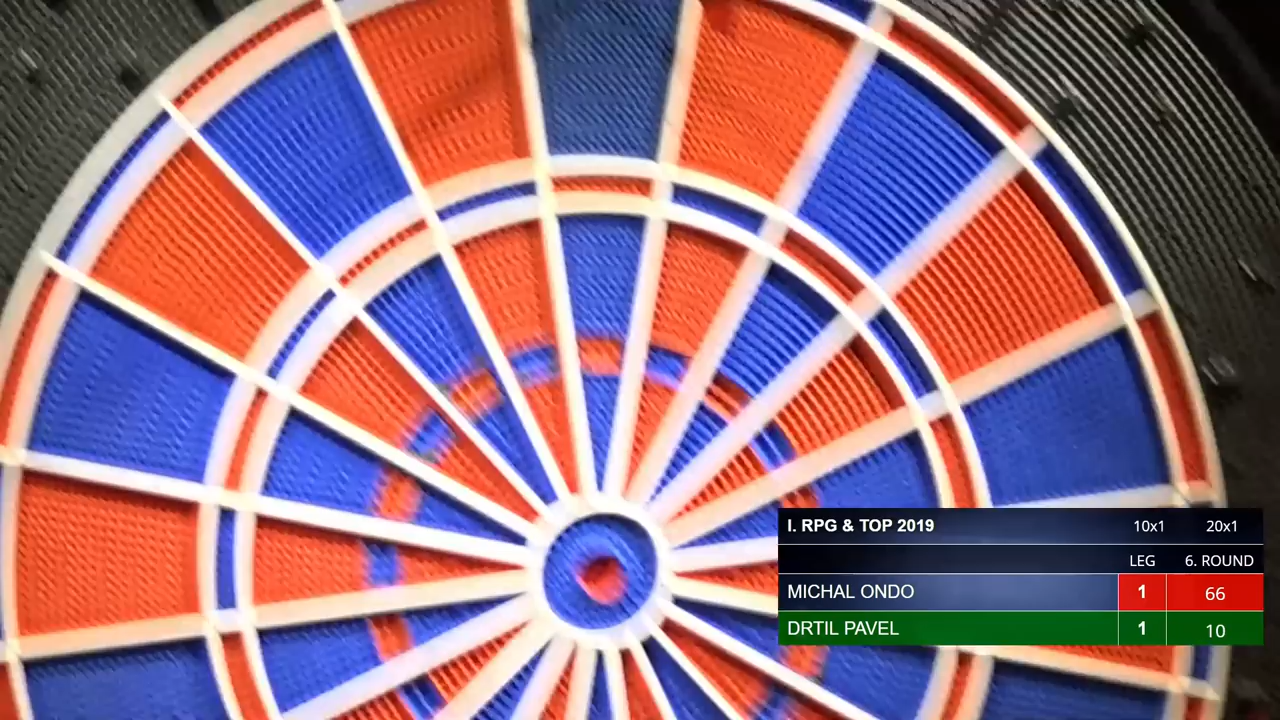 I. RPG & TOP 2019 10x1 20x1
LEG 6. ROUND
MICHAL ONDO 1 66
DRTIL PAVEL 1 10